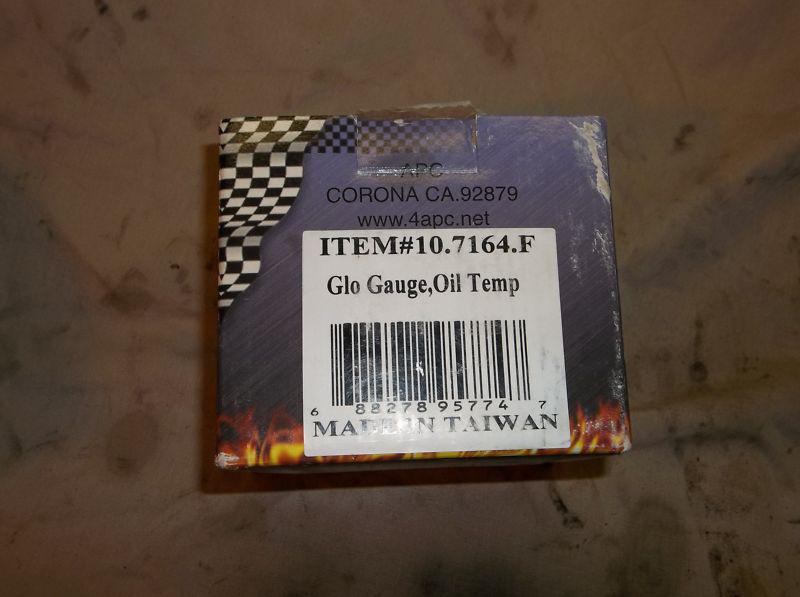 APC
CORONA CA.92879
www.4apc.net
ITEM#10.7164.F
Glo Gauge,Oil Temp
6 88278 95774 7
MADE IN TAIWAN